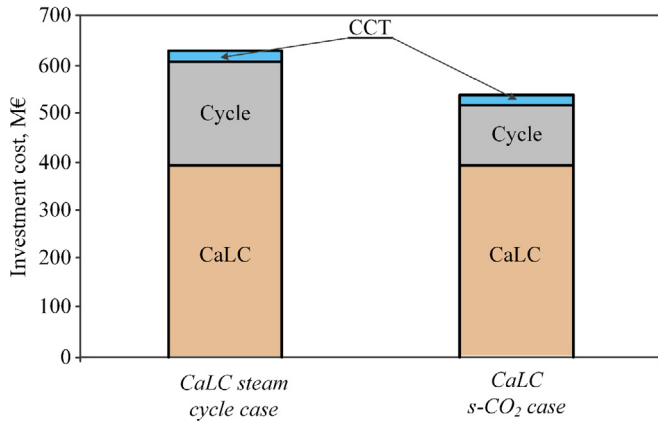 700
600
500
400
300
200
100
0
Investment cost, M€
CCT
Cycle
CaLC
Cycle
CaLC
CaLC steam
cycle case
CaLC
s-CO₂ case